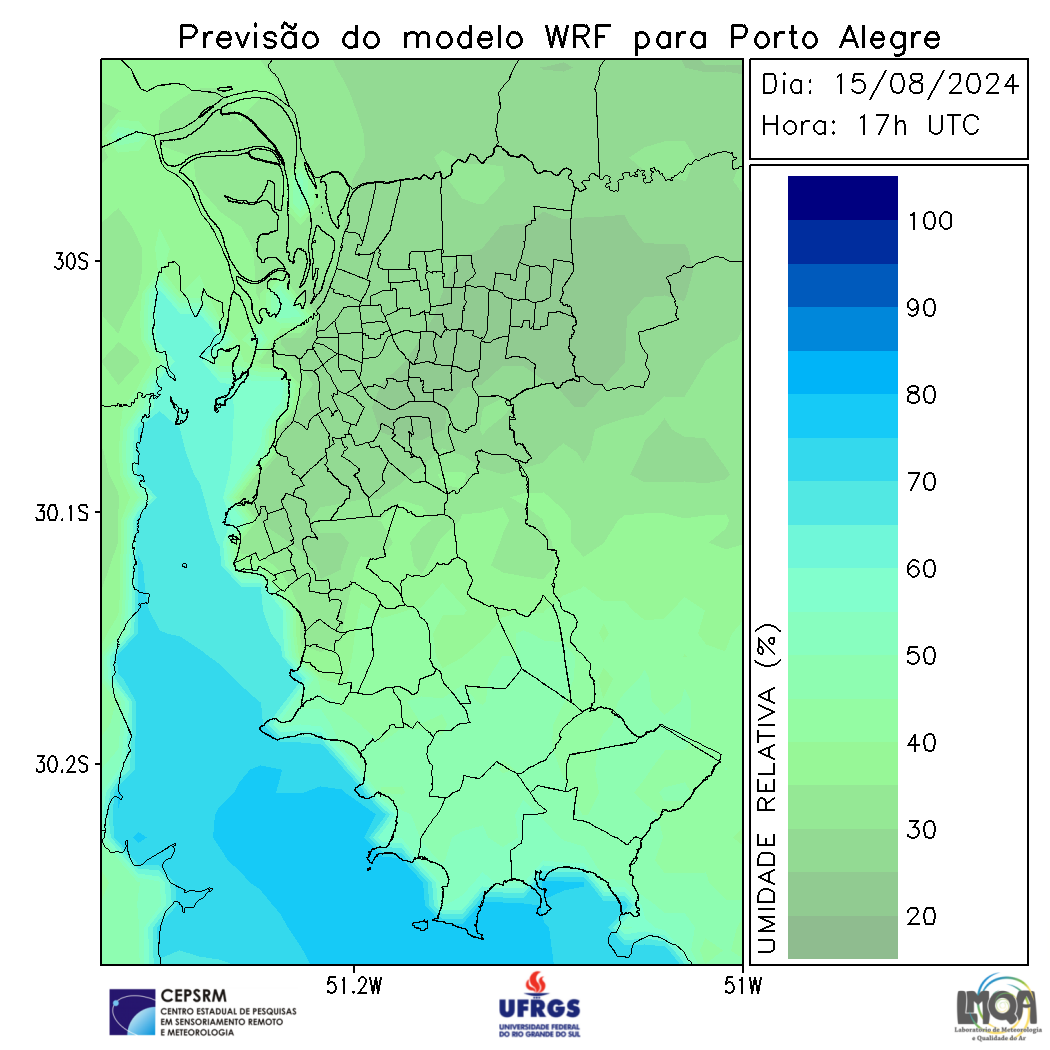 Previsão do modelo WRF para Porto Alegre
Dia: 15/08/2024
Hora: 17h UTC
100
90
80
70
60
50
40
30
20
UMIDADE RELATIVA (%)
30S
30.1S
30.2S
51.2W
51W
CEPSRM
CENTRO ESTADUAL DE PESQUISAS
EM SENSORIAMENTO REMOTO
E METEOROLOGIA
UFRGS
UNIVERSIDADE FEDERAL
DO RIO GRANDE DO SUL
LMQA
Laboratório de Meteorologia
e Qualidade do Ar